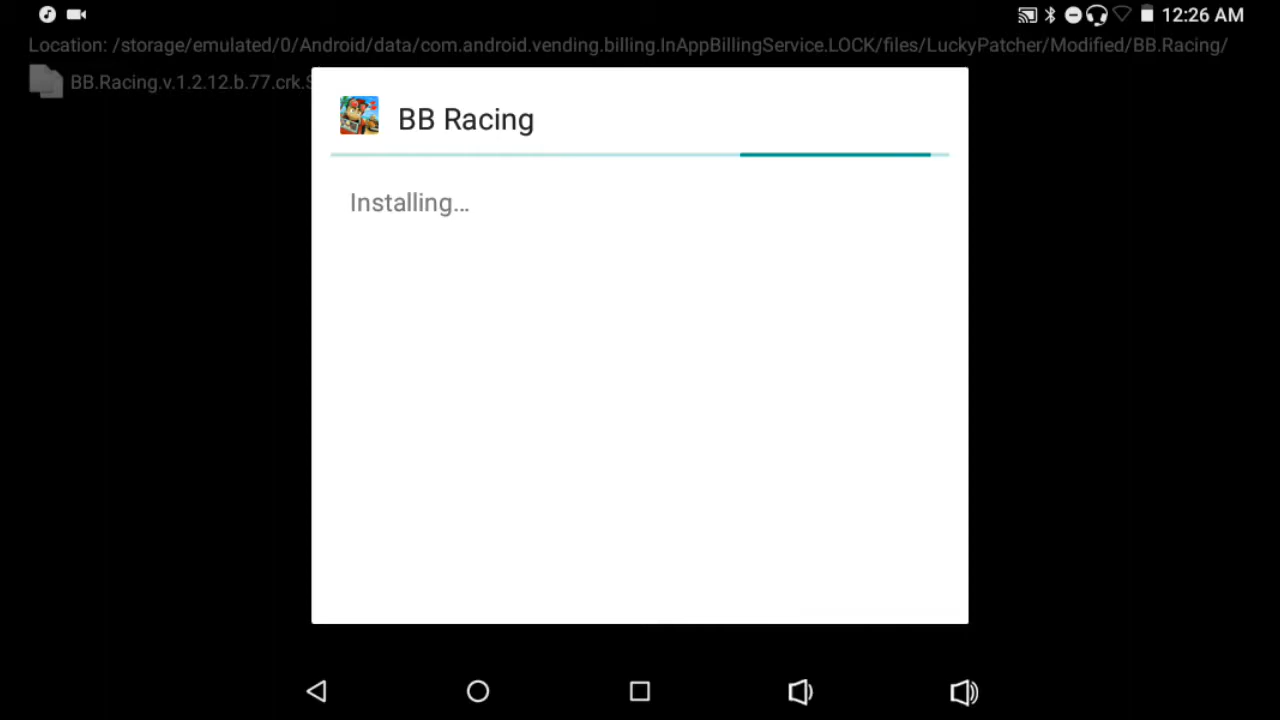 12:26 AM
Location: /storage/emulated/0/Android/data/com.android.vending.billing.InAppBillingService.LOCK/files/LuckyPatcher/Modified/BB.Racing/
BB.Racing.v.1.2.12.b.77.crk.
BB Racing
Installing...